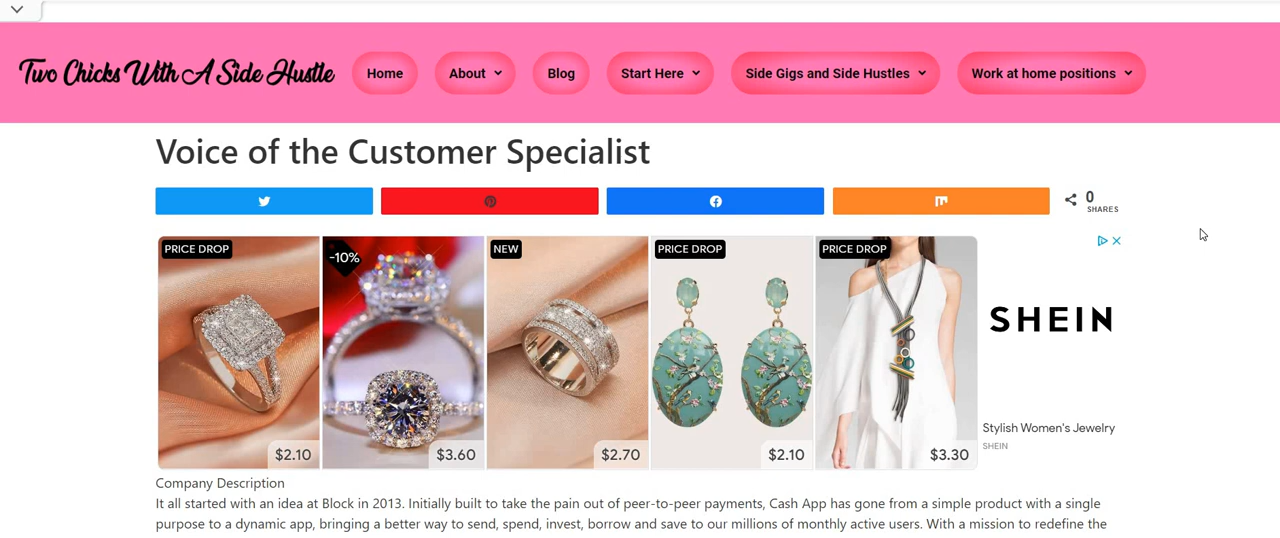 Two Chicks With A Side Hustle
Home
About
Blog
Start Here
Side Gigs and Side Hustles
Work at home positions
Voice of the Customer Specialist
0
SHARES
PRICE DROP
-10%
NEW
PRICE DROP
PRICE DROP
SHEIN
$2.10
$3.60
$2.70
$2.10
$3.30
Stylish Women's Jewelry
SHEIN
Company Description
It all started with an idea at Block in 2013. Initially built to take the pain out of peer-to-peer payments, Cash App has gone from a simple product with a single
purpose to a dynamic app, bringing a better way to send, spend, invest, borrow and save to our millions of monthly active users. With a mission to redefine the